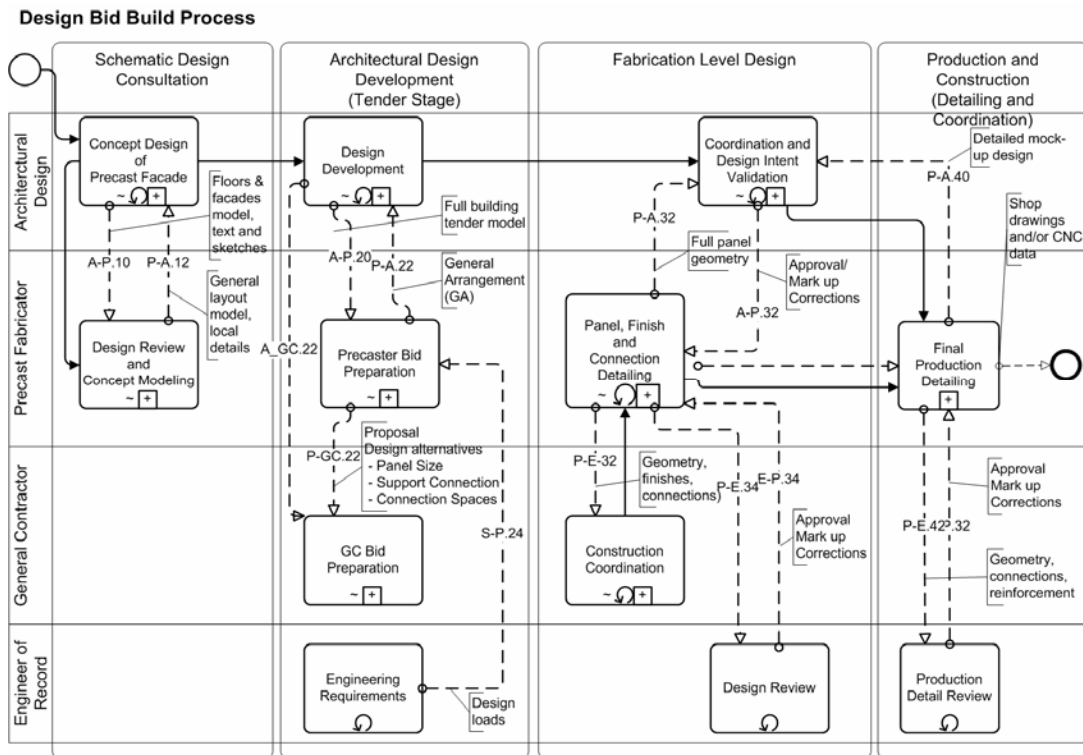 Design Bid Build Process
Schematic Design
Consultation
Architectural Design
Development
(Tender Stage)
Fabrication Level Design
Production and
Construction
(Detailing and
Coordination)
Architerctural
Design
Concept Design
of
Precast Facade
~ +
Floors &
facades
model,
text and
sketches
Design
Development
~ +
Full building
tender model
Coordination and
Design Intent
Validation
~ +
Detailed mock-
up design
P-A.40
Shop
drawings
and/or CNC
data
A-P.10
P-A.12
A-P.20
P-A.22
General
Arrangement
(GA)
P-A.32
Full panel
geometry
Approval/
Mark up
Corrections
A-P.32
Precast Fabricator
General
layout
model,
local
details
Design Review
and
Concept Modeling
~ +
A_GC.22
Precaster Bid
Preparation
~ +
Panel, Finish
and
Connection
Detailing
~ +
Final
Production
Detailing
+
P-GC.22
Proposal
Design alternatives
- Panel Size
- Support Connection
- Connection Spaces
S-P.24
P-E-32
Geometry,
finishes,
connections)
P-E.34
E-P.34
Approval
Mark up
Corrections
P-E.42
P.32
Approval
Mark up
Corrections
General Contractor
GC Bid
Preparation
~ +
Construction
Coordination
~ +
Geometry,
connections,
reinforcement
Engineer of
Record
Engineering
Requirements
Design
loads
Design Review
Production
Detail Review